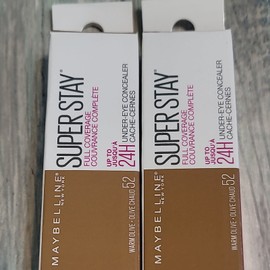 MAYBELLINE
NEW YORK
SUPER STAY®
FULL COVERAGE
COUVRANCE COMPLÈTE
UP TO
JUSQU'À
24H
UNDER-EYE CONCEALER
CACHE-CERNES
WARM OLIVE • OLIVE CHAUD
52
MAYBELLINE
NEW YORK
SUPER STAY®
FULL COVERAGE
COUVRANCE COMPLÈTE
UP TO
JUSQU'À
24H
UNDER-EYE CONCEALER
CACHE-CERNES
WARM OLIVE • OLIVE CHAUD
52